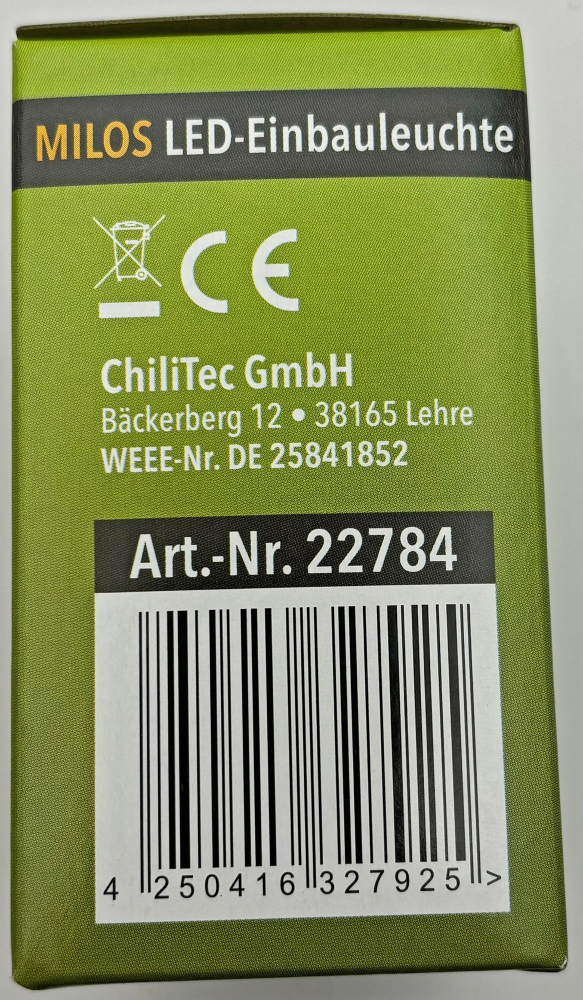 MILOS LED-Einbauleuchte
CE
ChiliTec GmbH
Bäckerberg 12 • 38165 Lehre
WEEE-Nr. DE 25841852
Art.-Nr. 22784
4 250416 327925 >